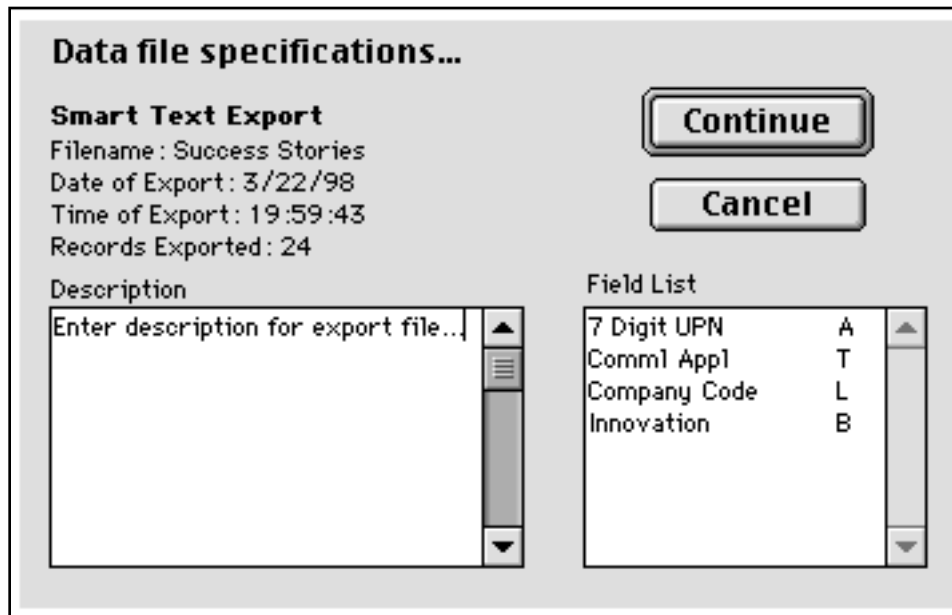 Data file specifications...
Smart Text Export
Filename: Success Stories
Date of Export: 3/22/98
Time of Export: 19:59:43
Records Exported: 24
Continue
Cancel
Description
Enter description for export file...
Field List
7 Digit UPN A
Comml Appl T
Company Code L
Innovation B